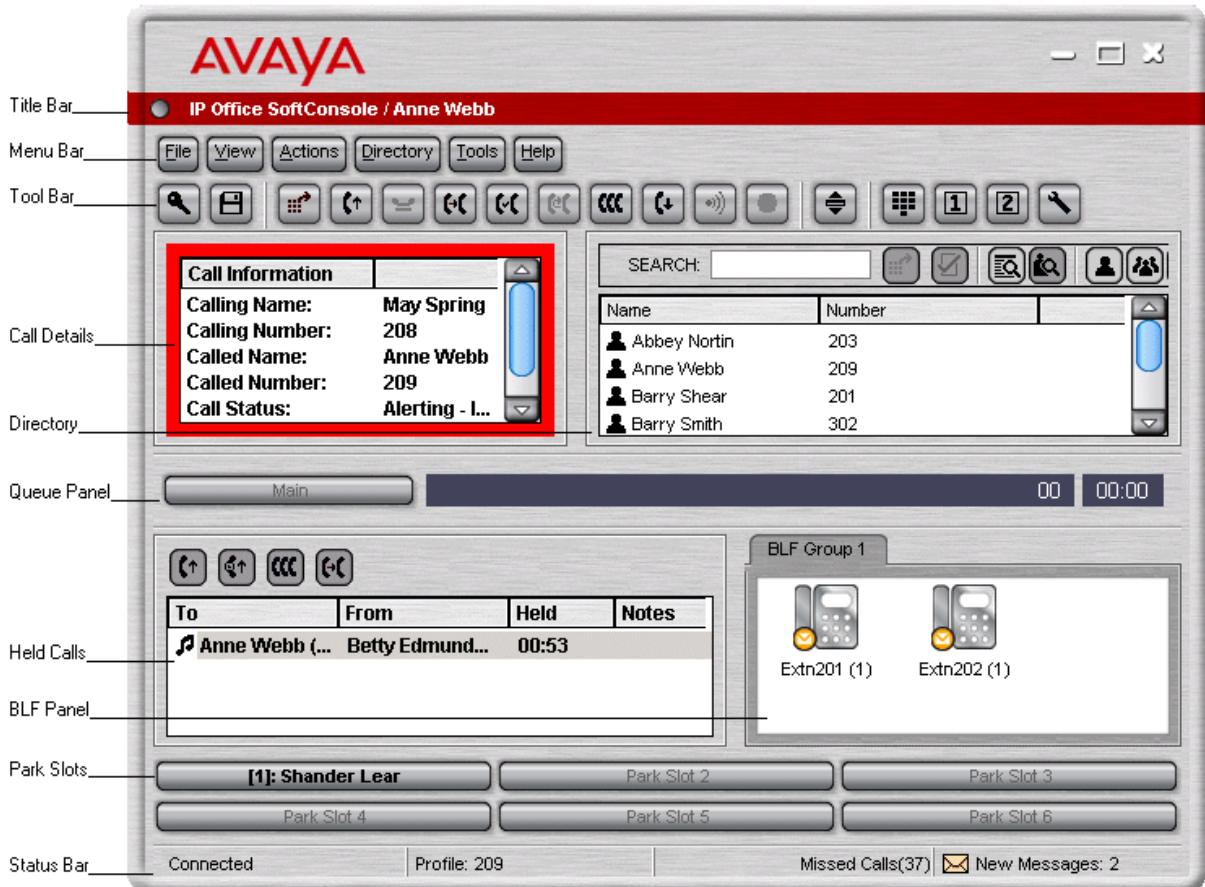 AVAYA
Title Bar
IP Office SoftConsole / Anne Webb
Menu Bar
File View Actions Directory Tools Help
Tool Bar
1 2
Call Details
Call Information
Calling Name: May Spring
Calling Number: 208
Called Name: Anne Webb
Called Number: 209
Call Status: Alerting - I...
Directory
SEARCH:
Name Number
Abbey Nortin 203
Anne Webb 209
Barry Shear 201
Barry Smith 302
Queue Panel
Main 00 00:00
Held Calls
To From Held Notes
Anne Webb (... Betty Edmund... 00:53
BLF Panel
BLF Group 1
Extn201 (1) Extn202 (1)
Park Slots
[1]: Shander Lear Park Slot 2 Park Slot 3
Park Slot 4 Park Slot 5 Park Slot 6
Status Bar
Connected Profile: 209 Missed Calls(37) New Messages: 2